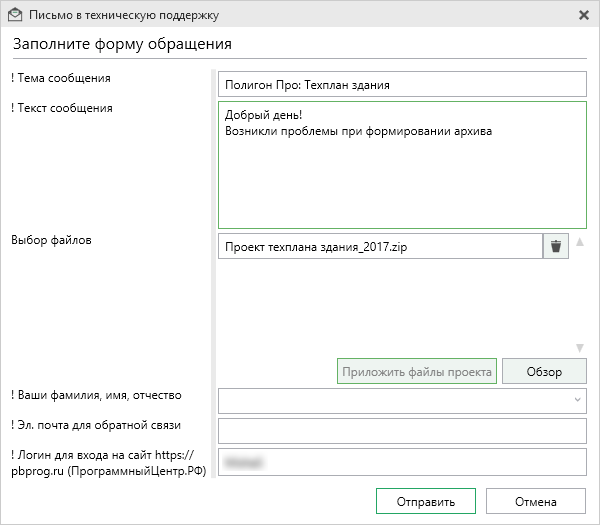 Письмо в техническую поддержку
Заполните форму обращения
! Тема сообщения
Полигон Про: Техплан здания
! Текст сообщения
Добрый день!
Возникли проблемы при формировании архива
Выбор файлов
Проект техплана здания_2017.zip
Приложить файлы проекта
Обзор
! Ваши фамилия, имя, отчество
! Эл. почта для обратной связи
! Логин для входа на сайт https://
pbprog.ru (ПрограммныйЦентр.РФ)
Отправить
Отмена